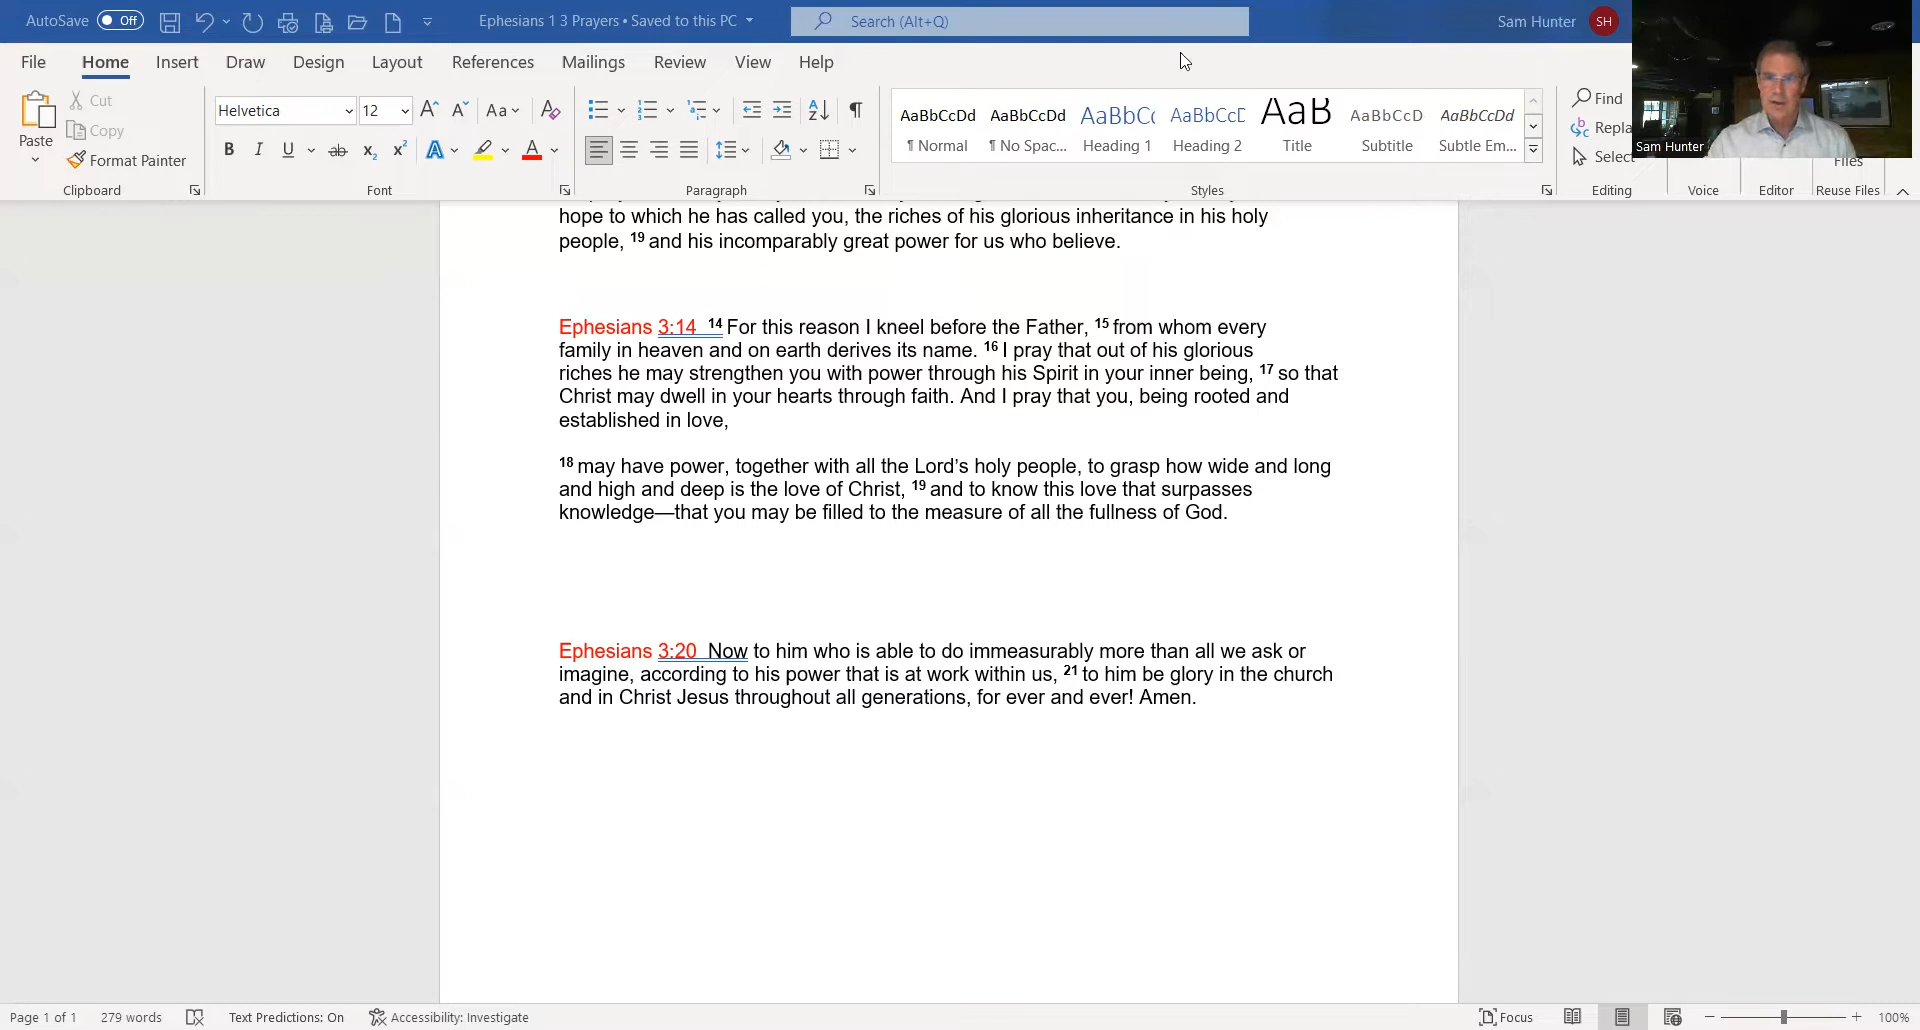 AutoSave Off Ephesians 1 3 Prayers • Saved to this PC Search (Alt+Q) Sam Hunter SH
File Home Insert Draw Design Layout References Mailings Review View Help
Paste Cut
Copy
Format Painter
Clipboard
Helvetica 12
Font
Paragraph
AaBbCcDd AaBbCcDd AaBbC( AaBbCcE AaB AaBbCcD AaBbCcDd
¶ Normal ¶ No Spac... Heading 1 Heading 2 Title Subtitle Subtle Em...
Styles
Find
Repla
Select
Editing
Voice
Editor
Files
Reuse Files
Sam Hunter
hope to which he has called you, the riches of his glorious inheritance in his holy
people, 19 and his incomparably great power for us who believe.
Ephesians 3:14 14 For this reason I kneel before the Father, 15 from whom every
family in heaven and on earth derives its name. 16 I pray that out of his glorious
riches he may strengthen you with power through his Spirit in your inner being, 17 so that
Christ may dwell in your hearts through faith. And I pray that you, being rooted and
established in love,
18 may have power, together with all the Lord’s holy people, to grasp how wide and long
and high and deep is the love of Christ, 19 and to know this love that surpasses
knowledge—that you may be filled to the measure of all the fullness of God.
Ephesians 3:20 Now to him who is able to do immeasurably more than all we ask or
imagine, according to his power that is at work within us, 21 to him be glory in the church
and in Christ Jesus throughout all generations, for ever and ever! Amen.
Page 1 of 1 279 words Text Predictions: On Accessibility: Investigate Focus 100%